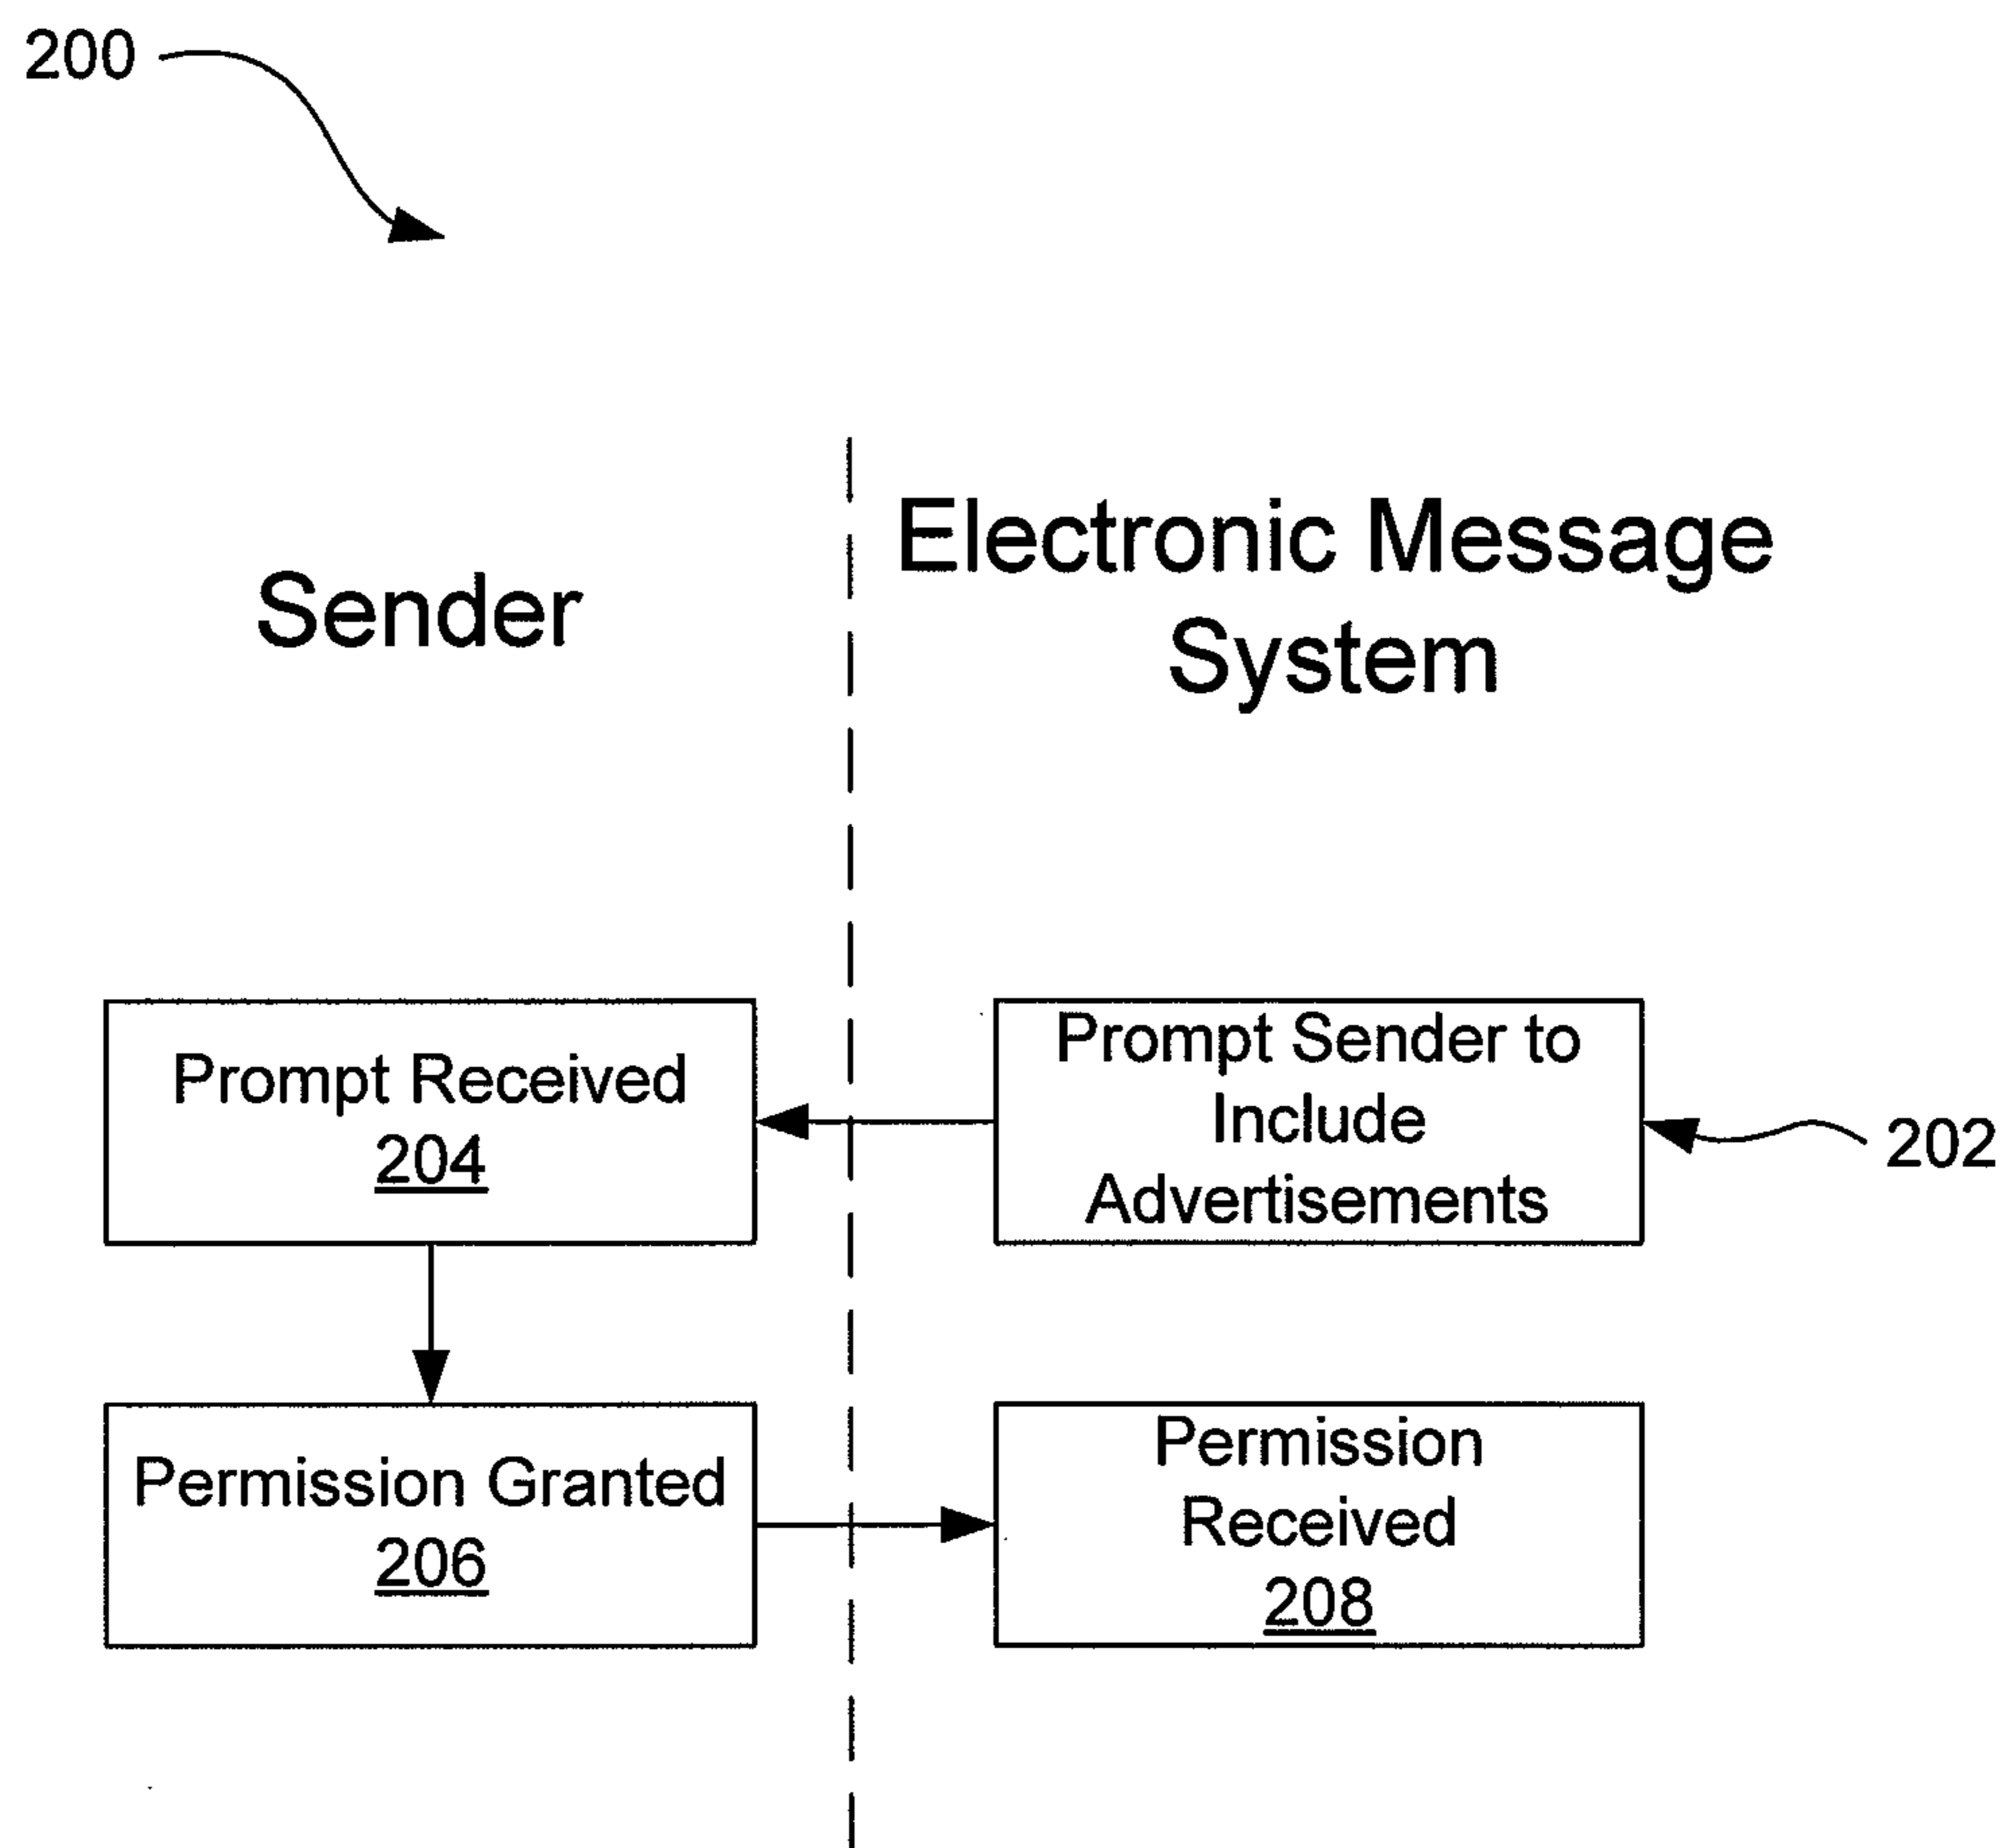 200
Sender
Electronic Message
System
Prompt Received
204
Prompt Sender to
Include
Advertisements
202
Permission Granted
206
Permission
Received
208